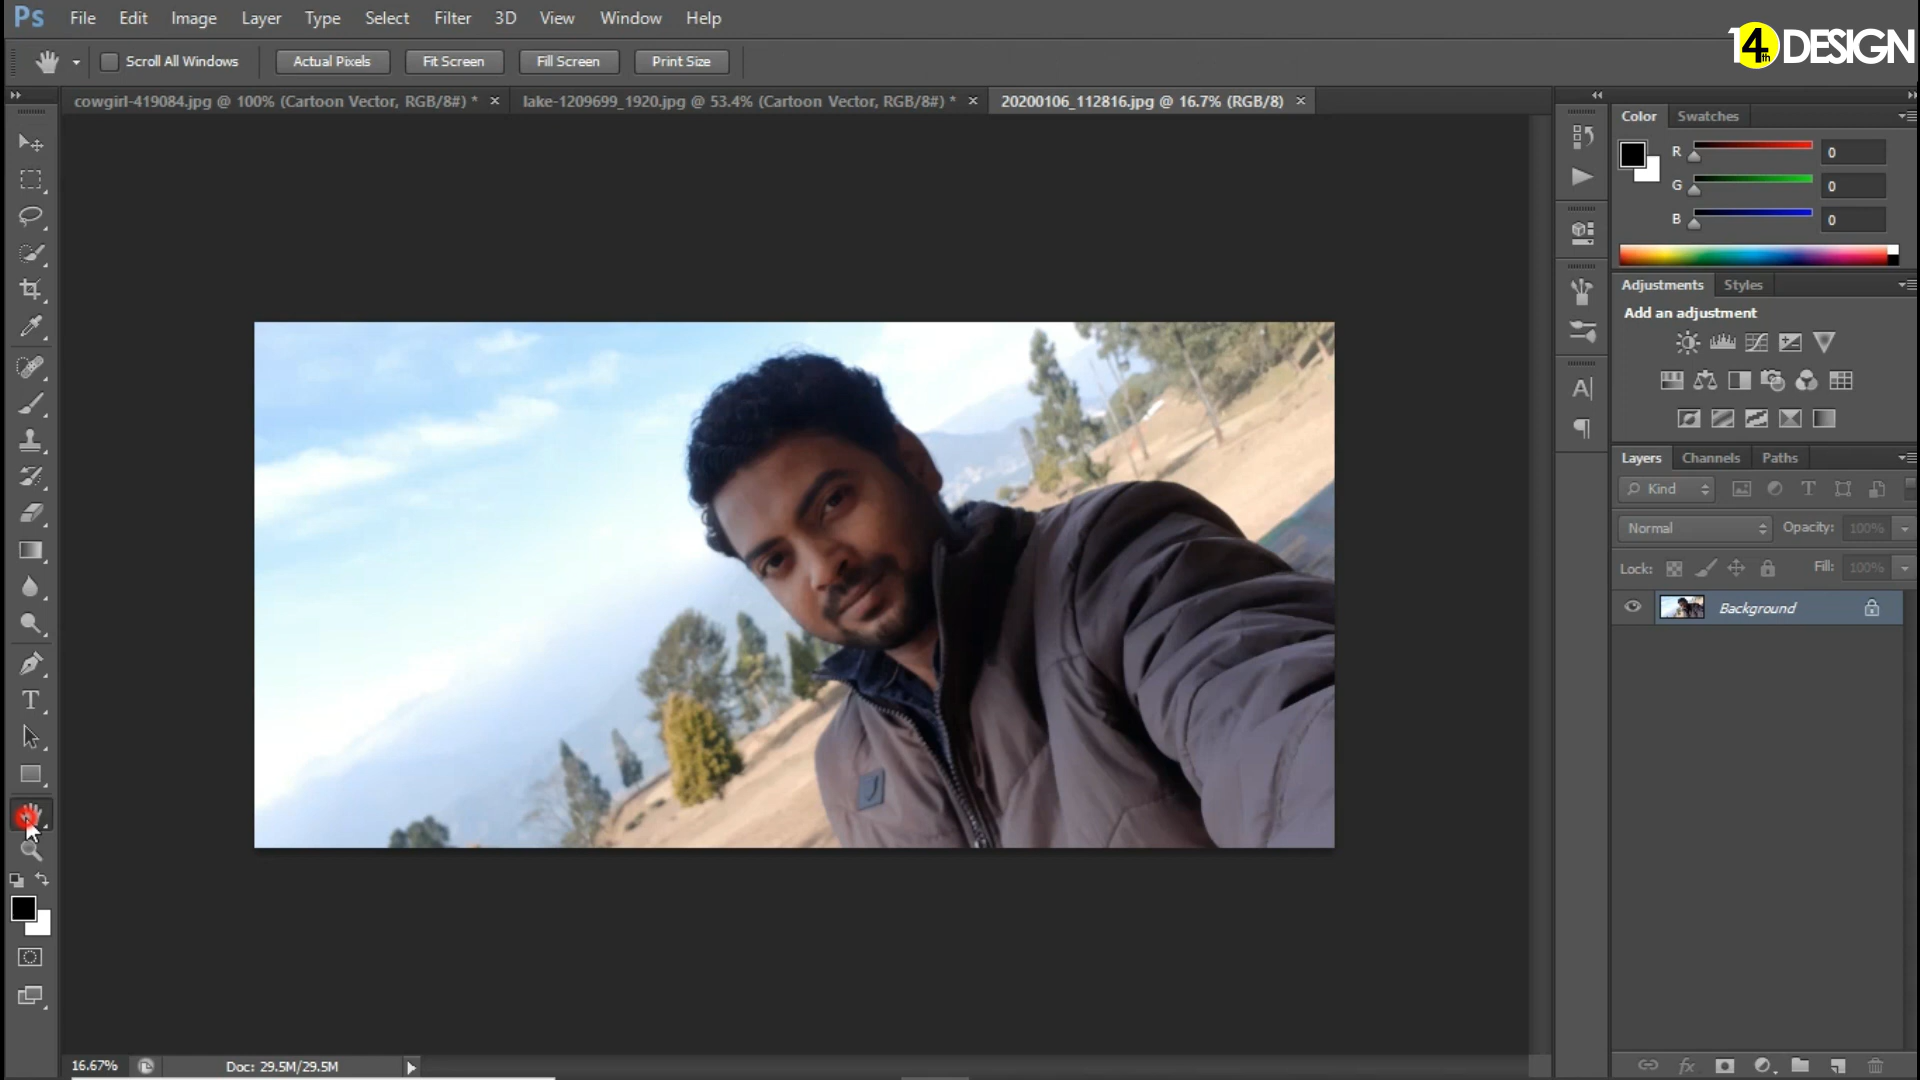 Ps File Edit Image Layer Type Select Filter 3D View Window Help
14th DESIGN
Scroll All Windows Actual Pixels Fit Screen Fill Screen Print Size
cowgirl-419084.jpg @ 100% (Cartoon Vector, RGB/8#) * × lake-1209699_1920.jpg @ 53.4% (Cartoon Vector, RGB/8#) * × 20200106_112816.jpg @ 16.7% (RGB/8) ×
Color Swatches
R 0
G 0
B 0
Adjustments Styles
Add an adjustment
Layers Channels Paths
Kind
Normal Opacity: 100%
Lock: Fill: 100%
Background
16.67% Doc: 29.5M/29.5M